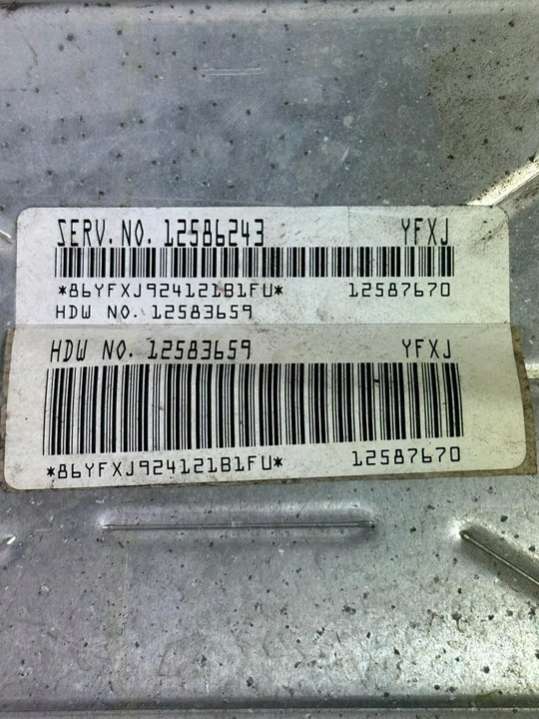 SERV. NO. 12586243 YFXJ
*86YFXJ924121B1FU* 12587670
HDW NO. 12583659
HDW NO. 12583659 YFXJ
*86YFXJ924121B1FU* 12587670